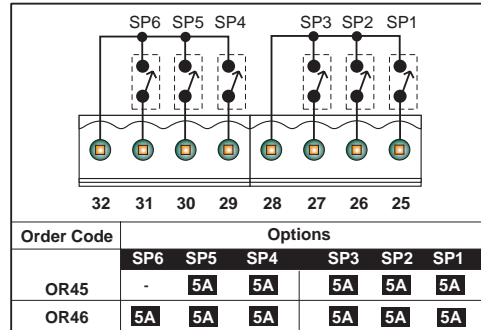 SP6 SP5 SP4 SP3 SP2 SP1
32 31 30 29 28 27 26 25
Order Code Options
SP6 SP5 SP4 SP3 SP2 SP1
OR45 - 5A 5A 5A 5A 5A
OR46 5A 5A 5A 5A 5A 5A